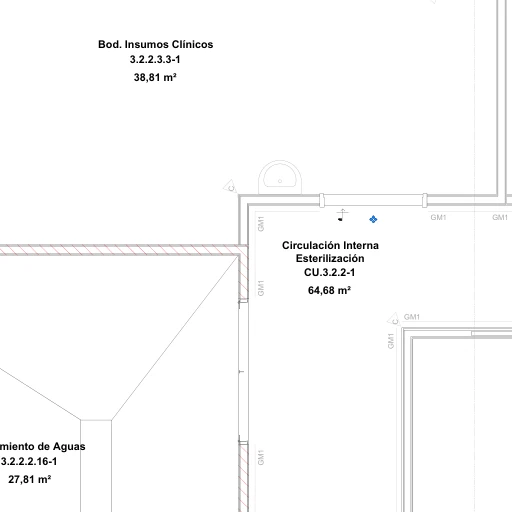 Bod. Insumos Clínicos
3.2.2.3.3-1
38,81 m²
C
GM1
GM1
GM1
Circulación Interna
Esterilización
CU.3.2.2-1
64,68 m²
GM1
C
GM1
GM1
miento de Aguas
3.2.2.2.16-1
27,81 m²
GM1